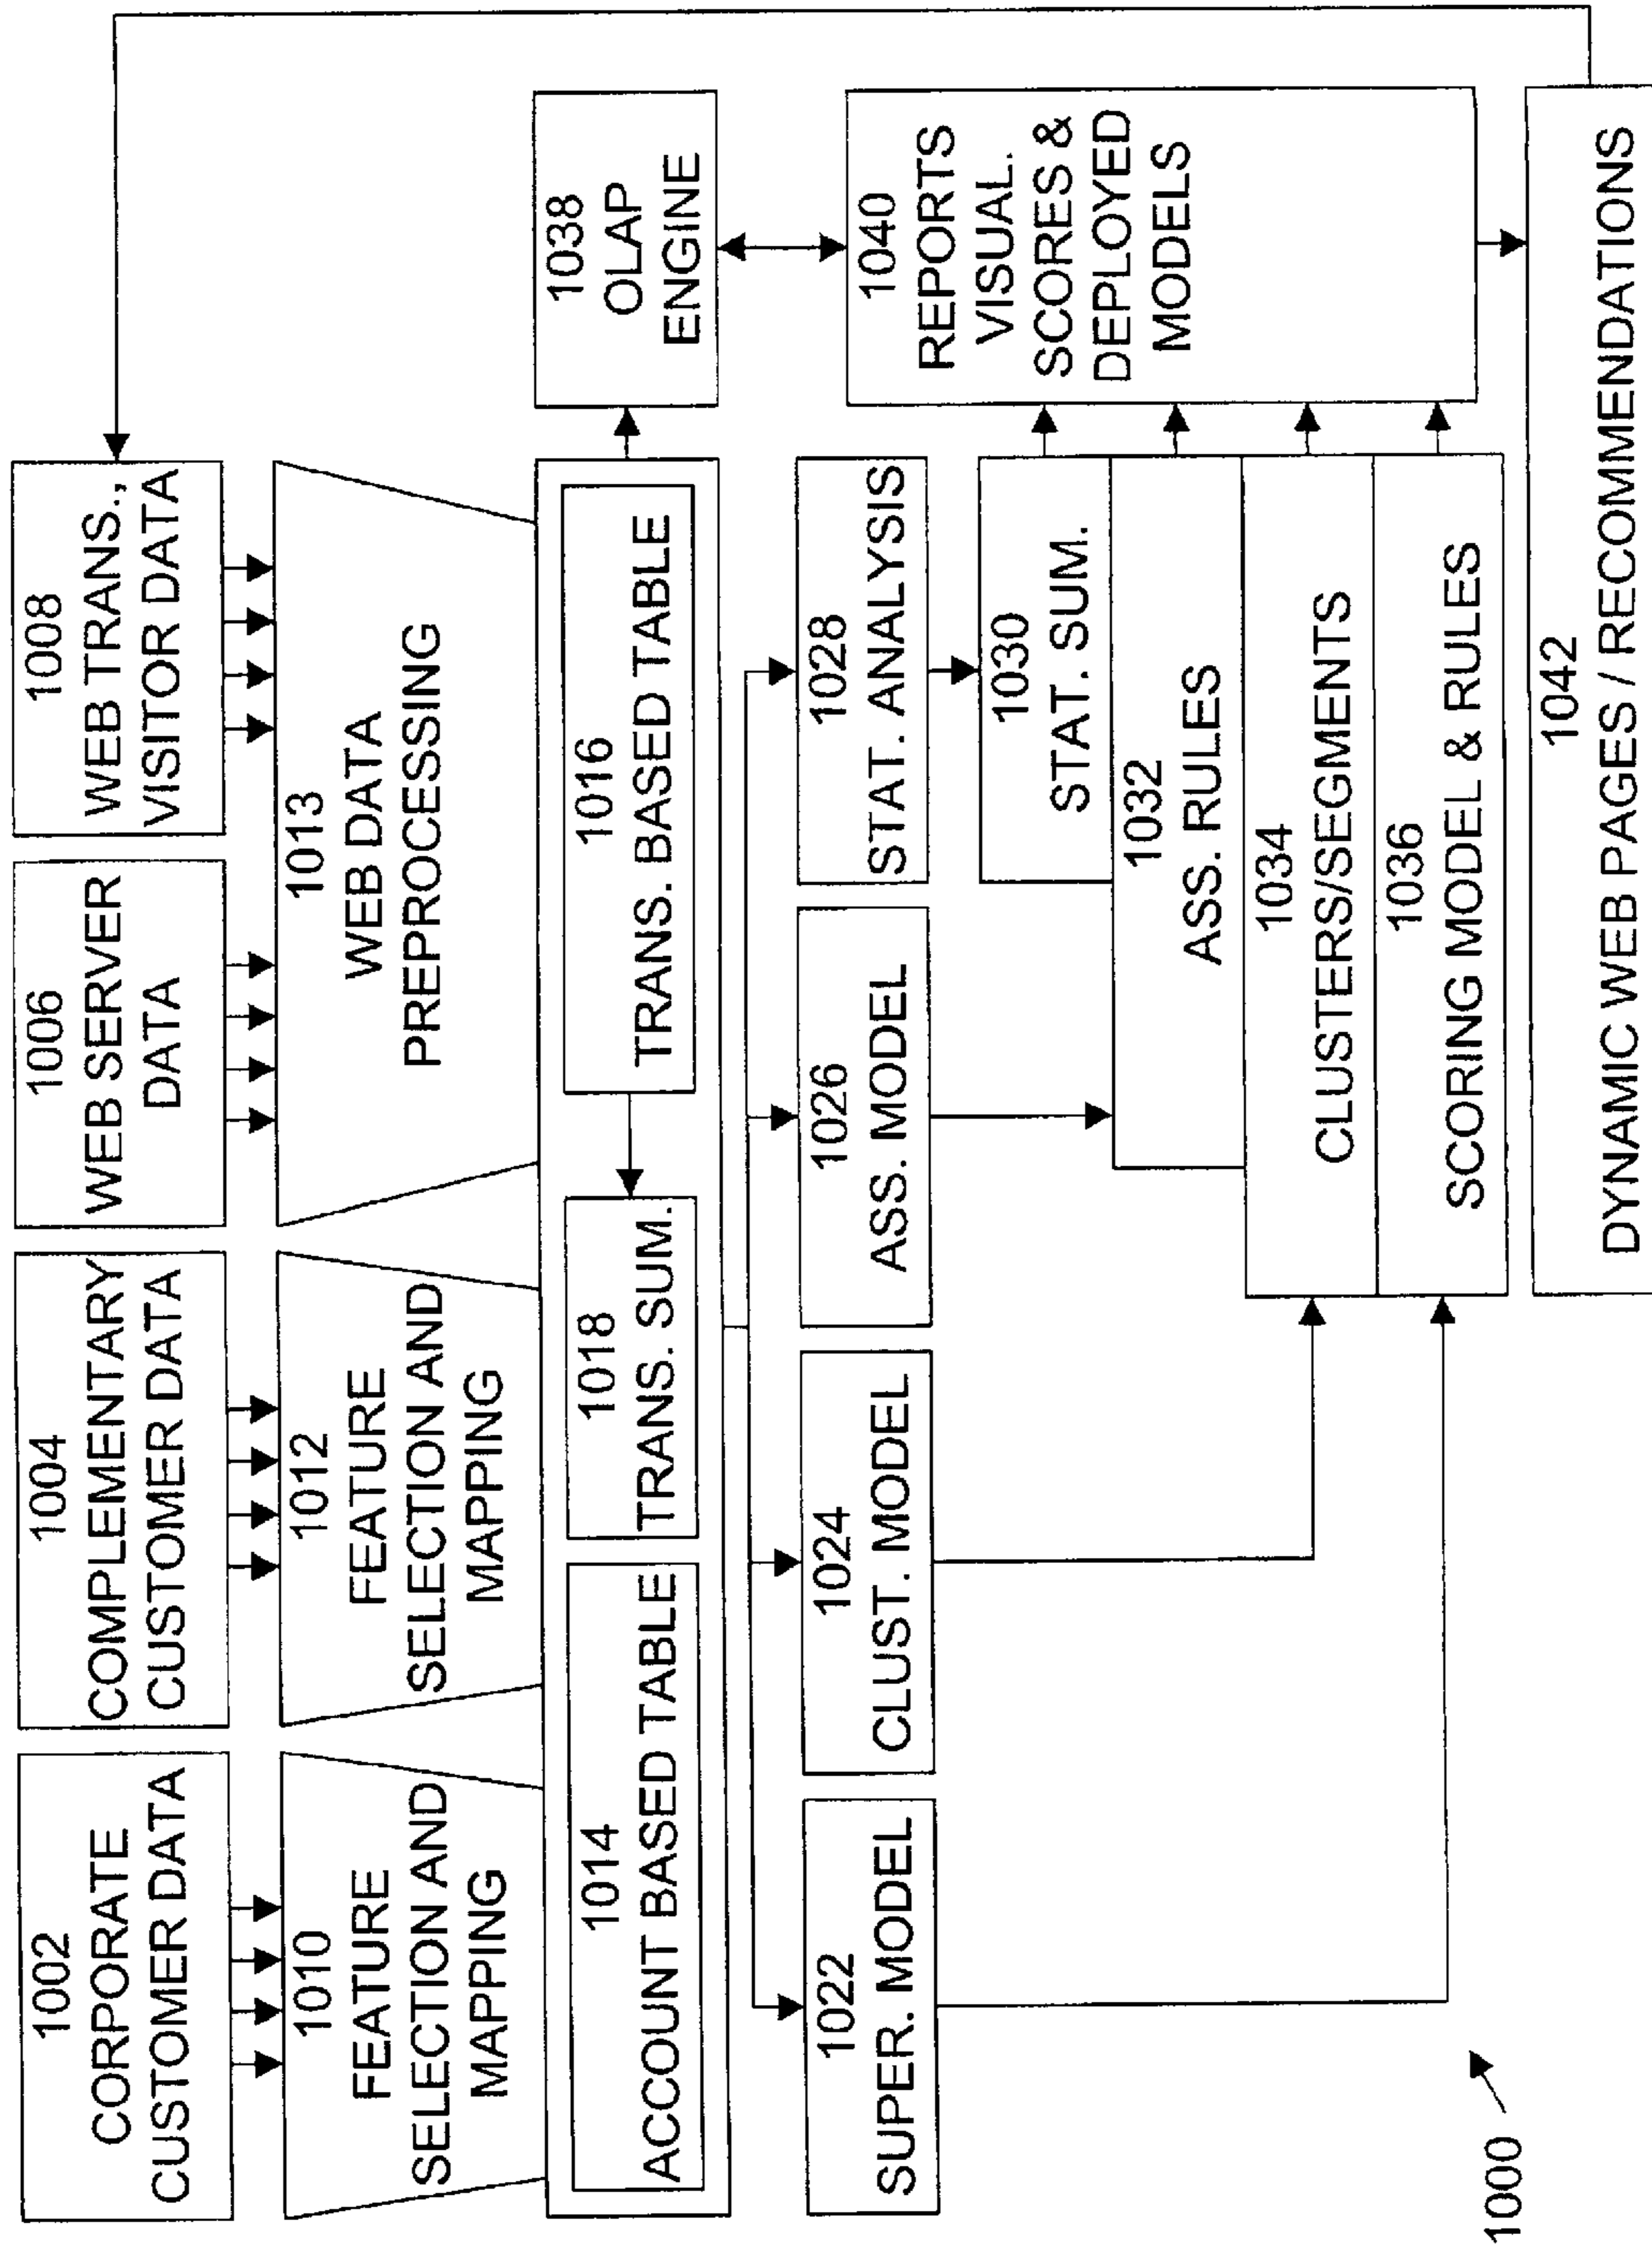 1002
CORPORATE
CUSTOMER DATA
1004
COMPLEMENTARY
CUSTOMER DATA
1006
WEB SERVER
DATA
1008
WEB TRANS.,
VISITOR DATA
1010
FEATURE
SELECTION AND
MAPPING
1012
FEATURE
SELECTION AND
MAPPING
1013
WEB DATA
PREPROCESSING
1014
ACCOUNT BASED TABLE
1018
TRANS. SUM.
1016
TRANS. BASED TABLE
1038
OLAP
ENGINE
1022
SUPER. MODEL
1024
CLUST. MODEL
1026
ASS. MODEL
1028
STAT. ANALYSIS
1030
STAT. SUM.
1032
ASS. RULES
1034
CLUSTERS/SEGMENTS
1036
SCORING MODEL & RULES
1040
REPORTS
VISUAL.
SCORES &
DEPLOYED
MODELS
1042
DYNAMIC WEB PAGES / RECOMMENDATIONS
1000